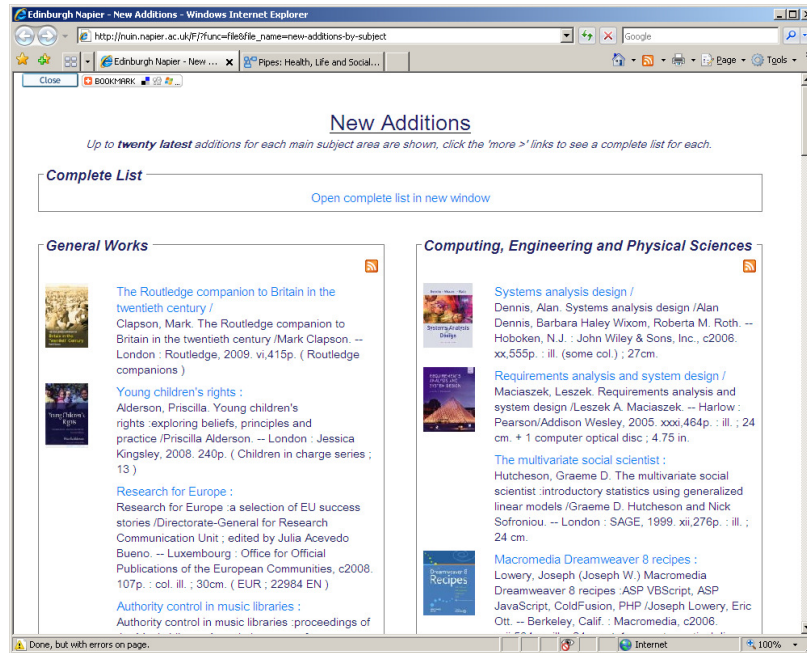 Edinburgh Napier - New Additions - Windows Internet Explorer
http://nuin.napier.ac.uk/F/?func=file&file_name=new-additions-by-subject
Google
Edinburgh Napier - New ...
Pipes: Health, Life and Social...
Page
Tools
Close
BOOKMARK
New Additions
Up to twenty latest additions for each main subject area are shown, click the 'more >' links to see a complete list for each.
Complete List
Open complete list in new window
General Works
The Routledge companion to Britain in the
twentieth century /
Clapson, Mark. The Routledge companion to
Britain in the twentieth century /Mark Clapson. --
London : Routledge, 2009. vi,415p. ( Routledge
companions )
Young children's rights :
Alderson, Priscilla. Young children's
rights :exploring beliefs, principles and
practice /Priscilla Alderson. -- London : Jessica
Kingsley, 2008. 240p. ( Children in charge series ;
13 )
Research for Europe :
Research for Europe :a selection of EU success
stories /Directorate-General for Research
Communication Unit ; edited by Julia Acevedo
Bueno. -- Luxembourg : Office for Official
Publications of the European Communities, c2008.
107p. : col. ill. ; 30cm. ( EUR ; 22984 EN )
Authority control in music libraries :
Authority control in music libraries :proceedings of
Computing, Engineering and Physical Sciences
Systems analysis design /
Dennis, Alan. Systems analysis design /Alan
Dennis, Barbara Haley Wixom, Roberta M. Roth. --
Hoboken, N.J. : John Wiley & Sons, Inc., c2006.
xx,555p. : ill. (some col.) ; 27cm.
Requirements analysis and system design /
Maciaszek, Leszek. Requirements analysis and
system design /Leszek A. Maciaszek. -- Harlow :
Pearson/Addison Wesley, 2005. xxxi,464p. : ill. ; 24
cm. + 1 computer optical disc ; 4.75 in.
The multivariate social scientist :
Hutcheson, Graeme D. The multivariate social
scientist :introductory statistics using generalized
linear models /Graeme D. Hutcheson and Nick
Sofroniou. -- London : SAGE, 1999. xii,276p. : ill. ;
24 cm.
Dreamweaver 8
Recipes
Macromedia Dreamweaver 8 recipes :
Lowery, Joseph (Joseph W.) Macromedia
Dreamweaver 8 recipes :ASP VBScript, ASP
JavaScript, ColdFusion, PHP /Joseph Lowery, Eric
Ott. -- Berkeley, Calif. : Macromedia, c2006.
Done, but with errors on page.
Internet
100%